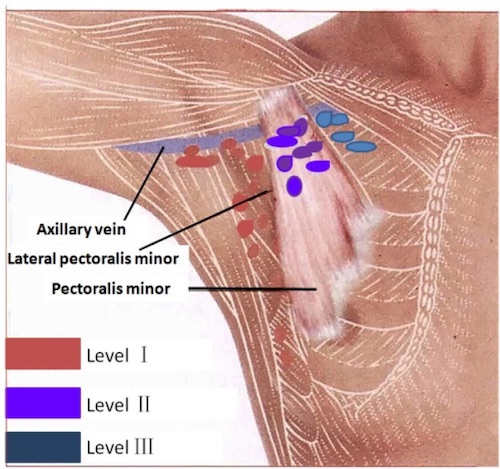 Axillary vein
Lateral pectoralis minor
Pectoralis minor
Level Ⅰ
Level Ⅱ
Level Ⅲ